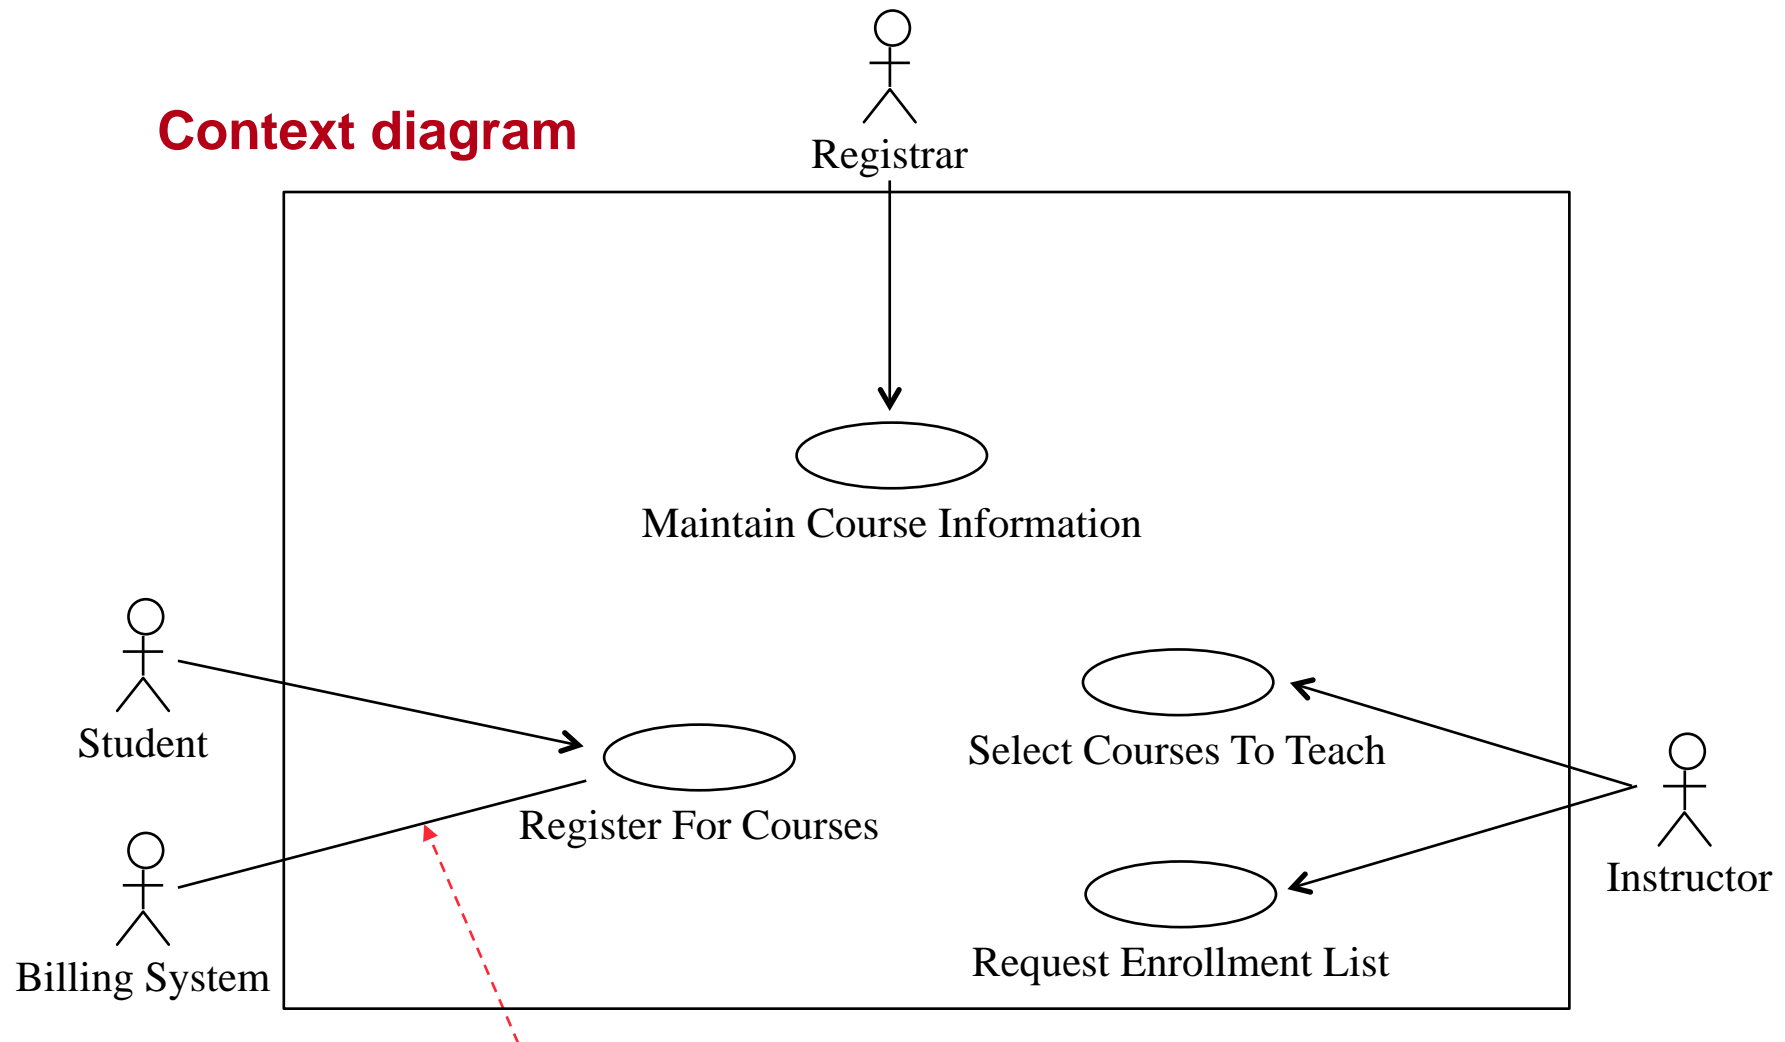 Context diagram
Registrar
Maintain Course Information
Student
Select Courses To Teach
Register For Courses
Instructor
Billing System
Request Enrollment List